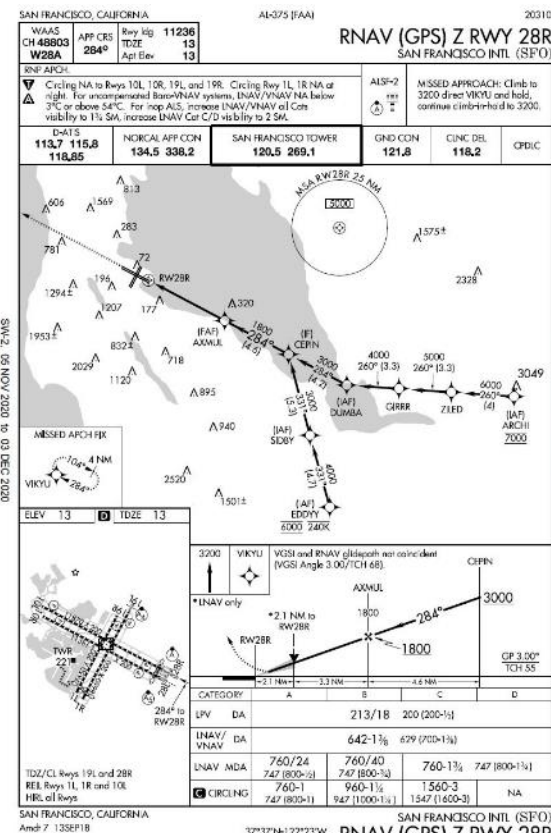 SAN FRANCISCO, CALIFORNIA
AL-375 (FAA)
20310
WAAS
CH 48803
W28A
APP CRS
284°
Rwy ldg 11236
TDZE 13
Apt Elev 13
RNAV (GPS) Z RWY 28R
SAN FRANCISCO INTL (SFO)
RNP APCH.
Circling NA to Rwys 10L, 10R, 19L, and 19R. Circling Rwy 1L, 1R NA at
night. For uncompensated Baro-VNAV systems, LNAV/VNAV NA below
3°C or above 54°C. For inop ALS, increase LNAV/VNAV all Cats
visibility to 1¾ SM, increase LNAV Cat C/D visibility to 2 SM.
ALSF-2
MISSED APPROACH: Climb to
3200 direct VIKYU and hold,
continue climb-in-hold to 3200.
D-ATIS
113.7 115.8
118.85
NORCAL APP CON
134.5 338.2
SAN FRANCISCO TOWER
120.5 269.1
GND CON
121.8
CLNC DEL
118.2
CPDLC
MSA RW28R 25 NM
5000
813
606
1569
283
781
72
RW28R
196
1294±
1207
177
1953±
832±
718
2029
1120
895
940
2520
1501±
320
1575±
2328
3049
(FAF)
AXMUL
1800
284°
(4.6)
(IF)
CEPIN
3000
284°
(4.7)
(IAF)
DUMBA
4000
260° (3.3)
GIRRR
5000
260° (3.3)
ZILED
6000
260°
(4)
(IAF)
ARCHI
7000
3000
331°
(5.3)
(IAF)
SIDBY
4000
331°
(4.7)
(IAF)
EDDYY
6000 240K
MISSED APCH FIX
4 NM
104°
284°
VIKYU
SW-2, 05 NOV 2020 to 03 DEC 2020
ELEV 13
D
TDZE 13
TWR
221
284° to
RW28R
TDZ/CL Rwys 19L and 28R
REIL Rwys 1L, 1R and 10L
HIRL all Rwys
3200
VIKYU
VGSI and RNAV glidepath not coincident
(VGSI Angle 3.00/TCH 68).
*LNAV only
*2.1 NM to
RW28R
RW28R
AXMUL
1800
CEPIN
284°
3000
1800
GP 3.00°
TCH 55
2.1 NM
3.3 NM
4.6 NM
CATEGORY A B C D
LPV DA 213/18 200 (200-½)
LNAV/
VNAV DA 642-1⅜ 629 (700-1⅜)
LNAV MDA 760/24
747 (800-½)
760/40
747 (800-¾)
760-1¾ 747 (800-1¾)
C CIRCLING 760-1
747 (800-1)
960-1½
947 (1000-1½)
1560-3
1547 (1600-3)
NA
SAN FRANCISCO, CALIFORNIA
Amdt 7 13SEP18
37°37'N-122°23'W
SAN FRANCISCO INTL (SFO)
RNAV (GPS) Z RWY 28R